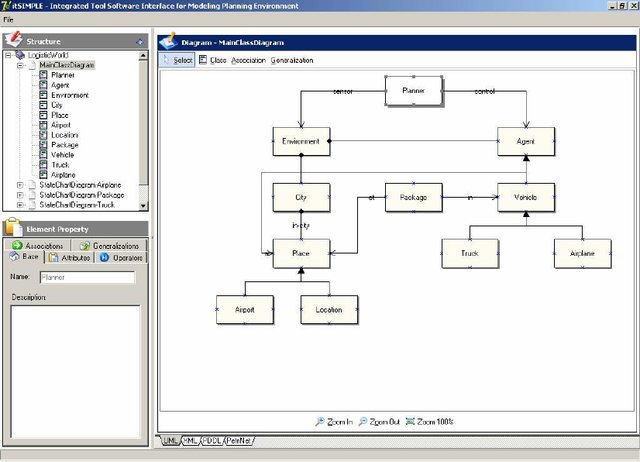 itSIMPLE - Integrated Tool Software Interface for Modeling Planning Environment
File
Structure
LogisticWorld
MainClassDiagram
Planner
Agent
Environment
City
Place
Airport
Location
Package
Vehicle
Truck
Airplane
StateChartDiagram-Airplane
StateChartDiagram-Package
StateChartDiagram-Truck
Element Property
Associations
Generalizations
Base
Attributes
Operators
Name:
Planner
Description:
Diagram - MainClassDiagram
Select
Class
Association
Generalization
sensor
Planner
control
Environment
Agent
City
at
Package
in
Vehicle
in-city
Place
Truck
Airplane
Airport
Location
Zoom In
Zoom Out
Zoom 100%
UML
XML
PDDL
PetriNet